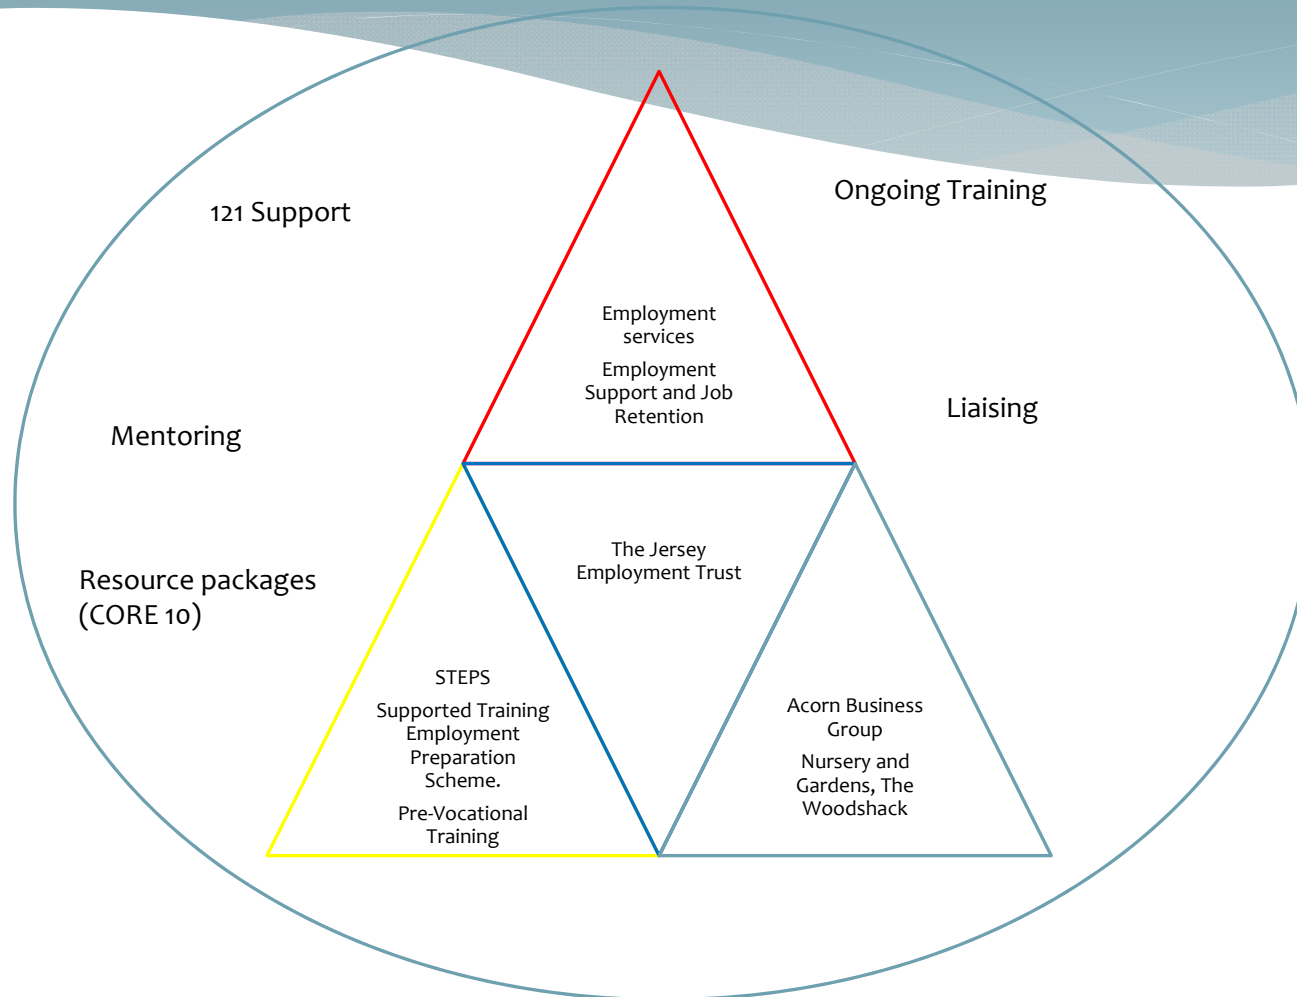 121 Support
Ongoing Training
Employment
services
Employment
Support and Job
Retention
Liaising
Mentoring
The Jersey
Employment Trust
Resource packages
(CORE 10)
STEPS
Supported Training
Employment
Preparation
Scheme.
Pre-Vocational
Training
Acorn Business
Group
Nursery and
Gardens, The
Woodshack